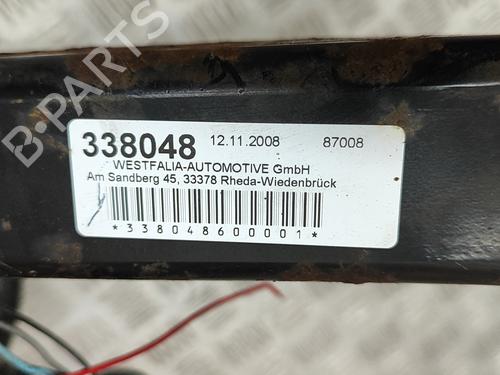 B-PARTS
338048 12.11.2008 87008
WESTFALIA-AUTOMOTIVE GmbH
Am Sandberg 45, 33378 Rheda-Wiedenbrück
*338048600001*